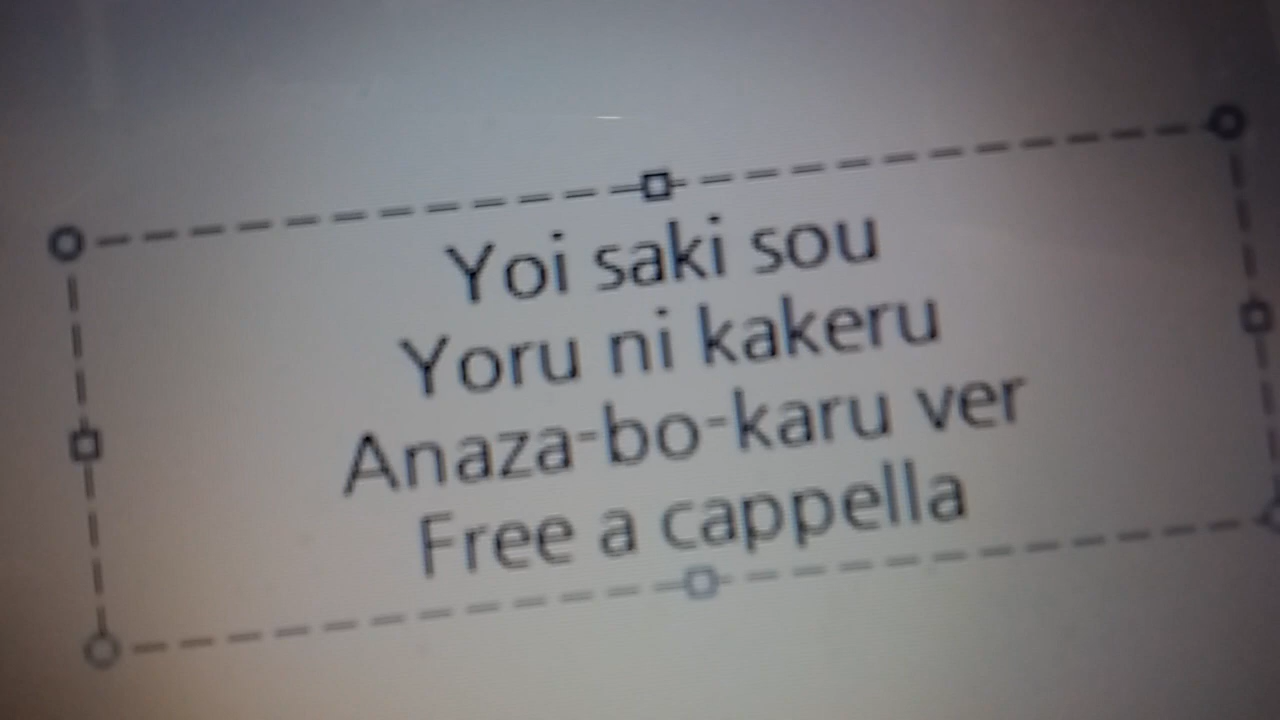 Yoi saki sou
Yoru ni kakeru
Anaza-bo-karu ver
Free a cappella